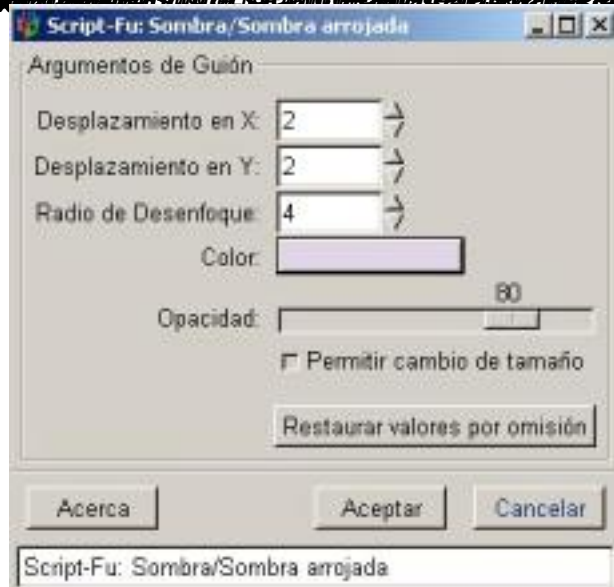 Script-Fu: Sombra/Sombra arrojada
Argumentos de Guión
Desplazamiento en X: 2
Desplazamiento en Y: 2
Radio de Desenfoque: 4
Color:
80
Opacidad:
Permitir cambio de tamaño
Restaurar valores por omisión
Acerca Aceptar Cancelar
Script-Fu: Sombra/Sombra arrojada